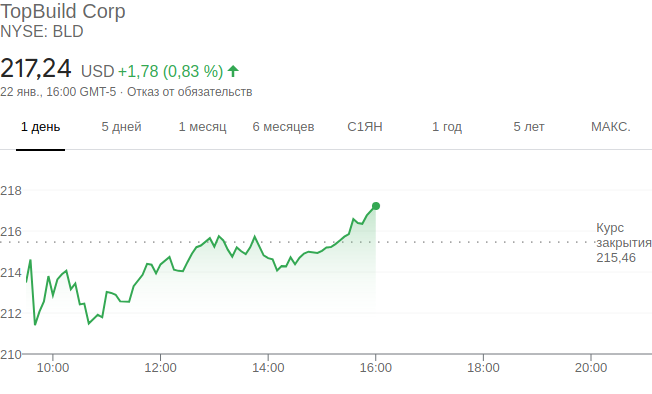 TopBuild Corp
NYSE: BLD
217,24 USD +1,78 (0,83 %)
22 янв., 16:00 GMT-5 · Отказ от обязательств
1 день 5 дней 1 месяц 6 месяцев С1ЯН 1 год 5 лет МАКС.
218
216
Курс
закрытия
215,46
214
212
210
10:00 12:00 14:00 16:00 18:00 20:00